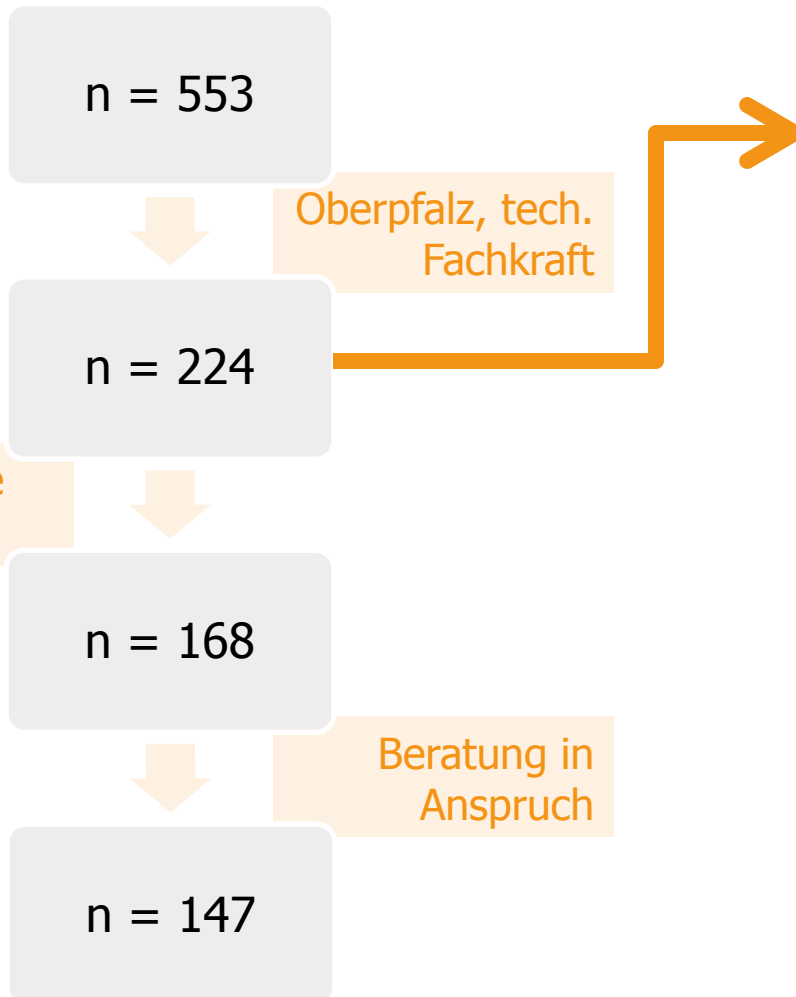 n = 553
Oberpfalz, tech.
Fachkraft
n = 224
n = 168
Beratung in
Anspruch
n = 147